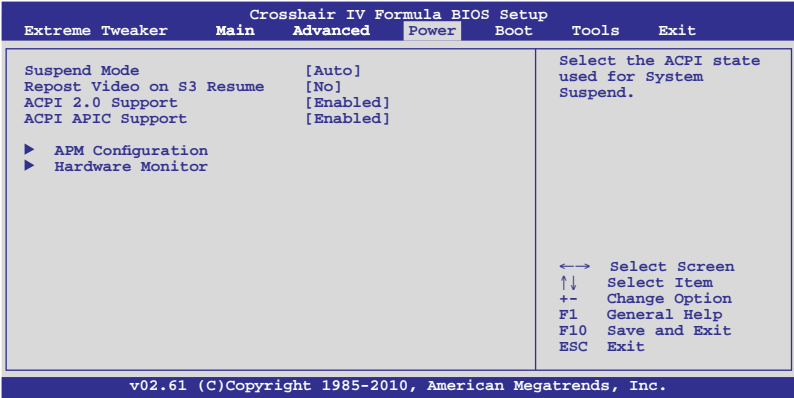 Crosshair IV Formula BIOS Setup
Extreme Tweaker Main Advanced Power Boot Tools Exit
Suspend Mode [Auto]
Repost Video on S3 Resume [No]
ACPI 2.0 Support [Enabled]
ACPI APIC Support [Enabled]
▶ APM Configuration
▶ Hardware Monitor
Select the ACPI state
used for System
Suspend.
←→ Select Screen
↑↓ Select Item
+- Change Option
F1 General Help
F10 Save and Exit
ESC Exit
v02.61 (C)Copyright 1985-2010, American Megatrends, Inc.